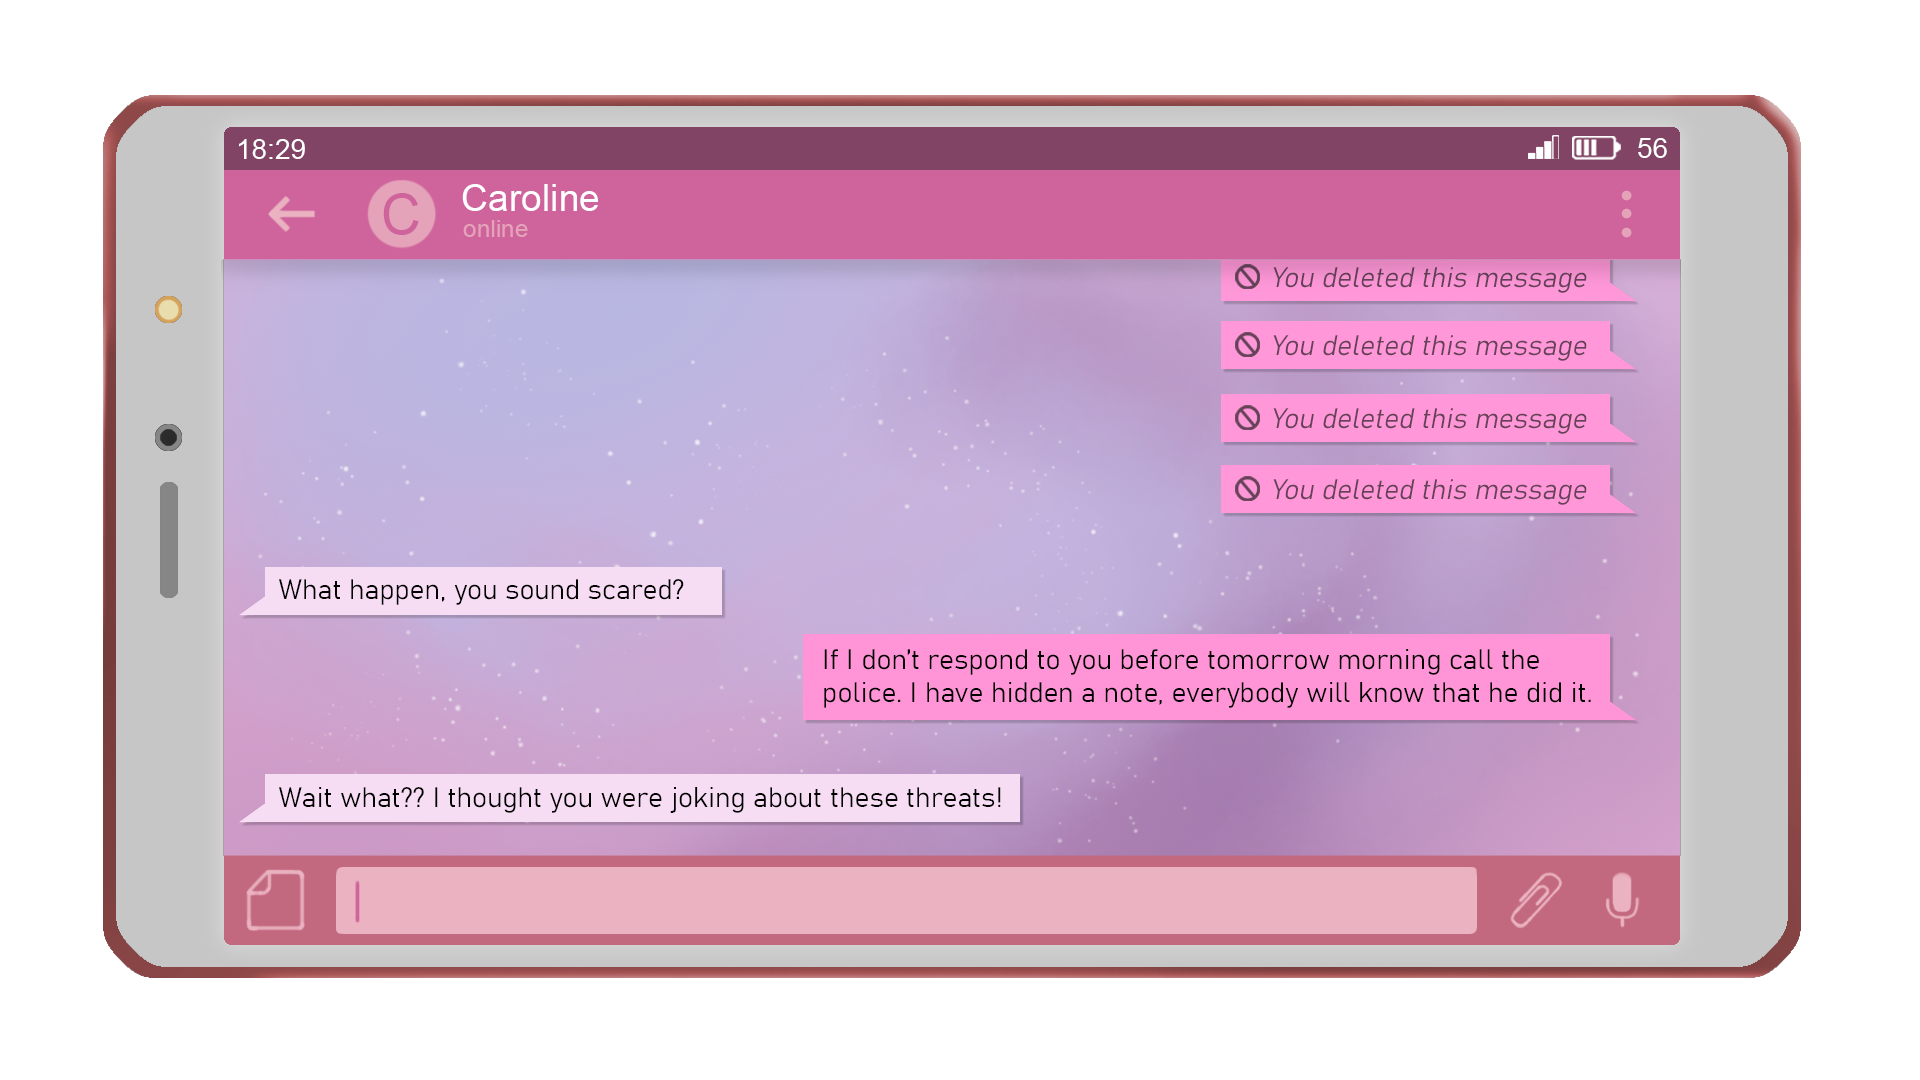 18:29
56
C
Caroline
online
You deleted this message
You deleted this message
You deleted this message
You deleted this message
What happen, you sound scared?
If I don't respond to you before tomorrow morning call the
police. I have hidden a note, everybody will know that he did it.
Wait what?? I thought you were joking about these threats!